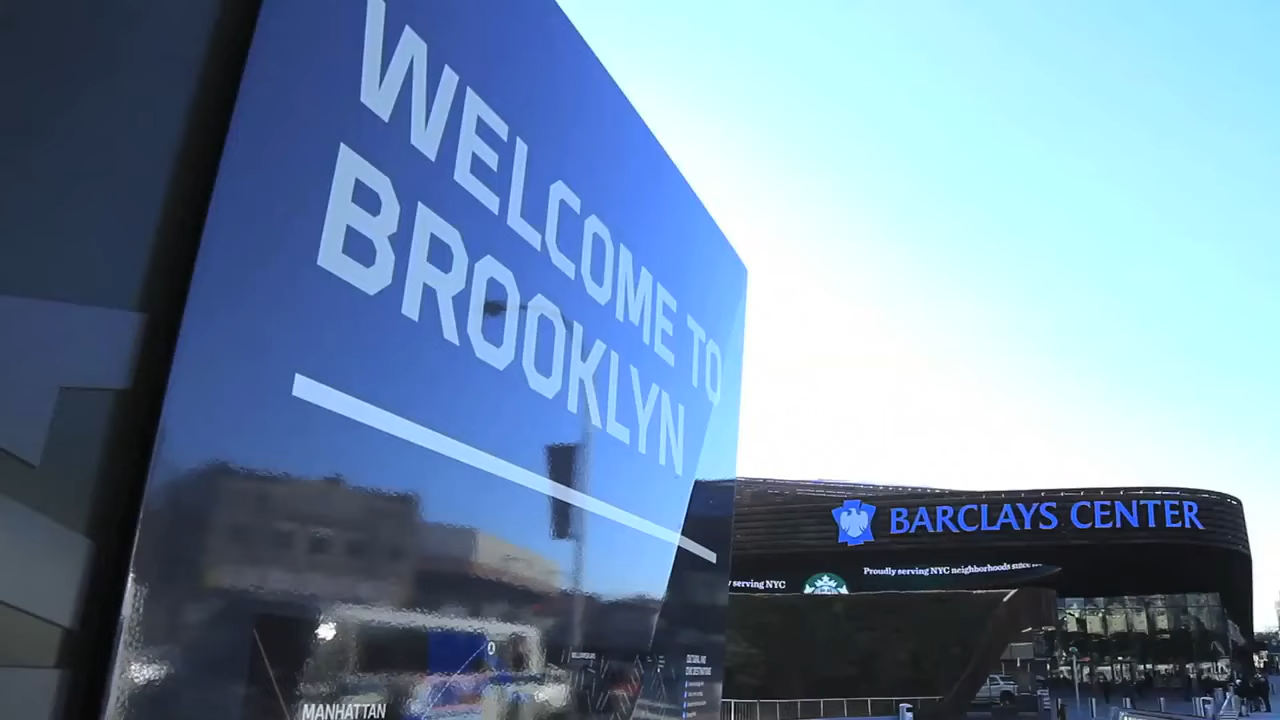 WELCOME TO
BROOKLYN
BARCLAYS CENTER
Proudly serving NYC neighborhoods since
serving NYC
MANHATTAN